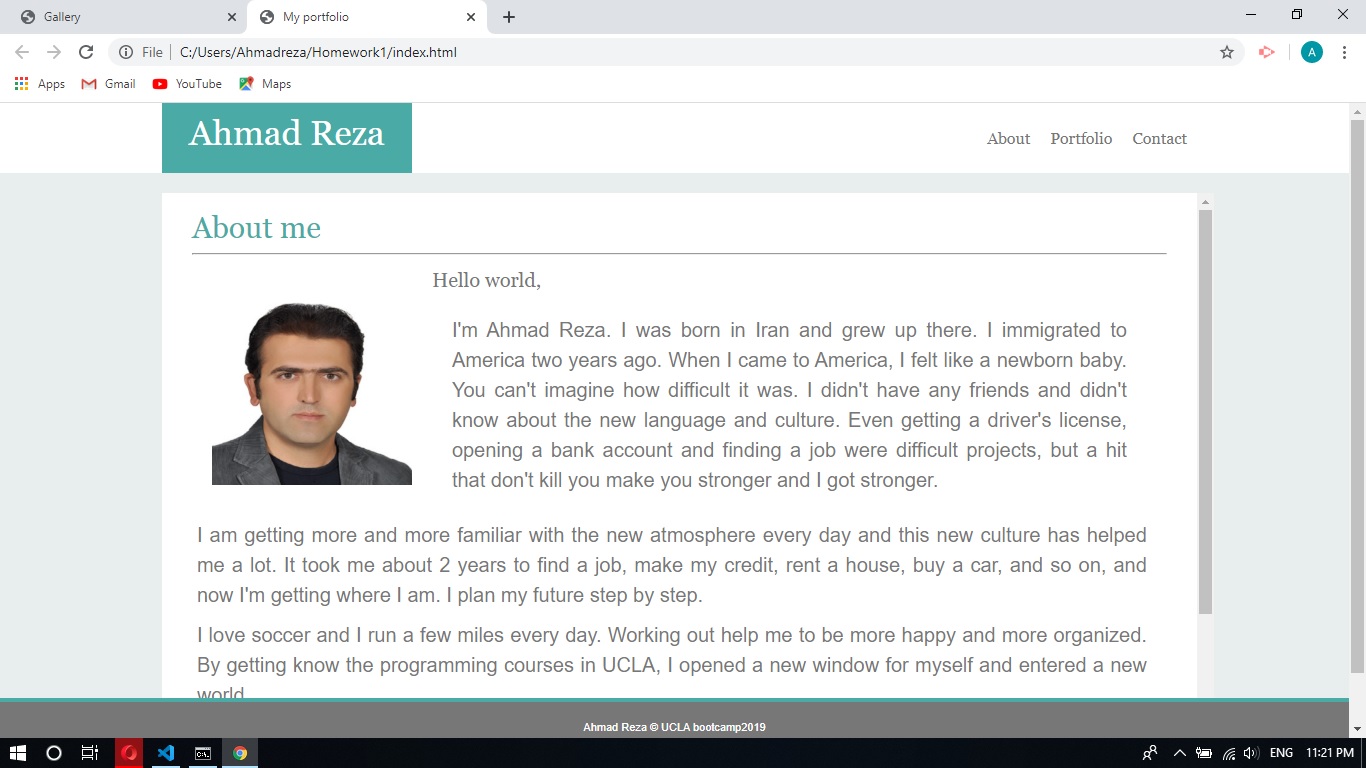 Gallery
My portfolio
File
C:/Users/Ahmadreza/Homework1/index.html
A
Apps
Gmail
YouTube
Maps
Ahmad Reza
About Portfolio Contact
About me
Hello world,
I'm Ahmad Reza. I was born in Iran and grew up there. I immigrated to
America two years ago. When I came to America, I felt like a newborn baby.
You can't imagine how difficult it was. I didn't have any friends and didn't
know about the new language and culture. Even getting a driver's license,
opening a bank account and finding a job were difficult projects, but a hit
that don't kill you make you stronger and I got stronger.
I am getting more and more familiar with the new atmosphere every day and this new culture has helped
me a lot. It took me about 2 years to find a job, make my credit, rent a house, buy a car, and so on, and
now I'm getting where I am. I plan my future step by step.
I love soccer and I run a few miles every day. Working out help me to be more happy and more organized.
By getting know the programming courses in UCLA, I opened a new window for myself and entered a new
world.
Ahmad Reza © UCLA bootcamp2019
ENG
11:21 PM